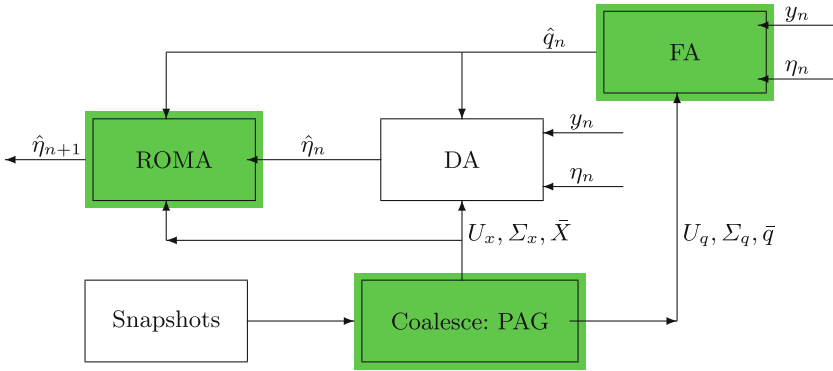 y_n
q̂_n
FA
η_n
y_n
η̂_{n+1}
ROMA
η̂_n
DA
η_n
U_x, Σ_x, X̄
U_q, Σ_q, q̄
Snapshots
Coalesce: PAG